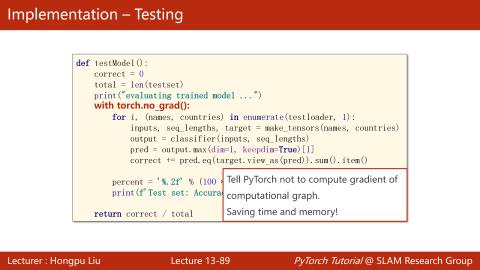 Implementation – Testing
def testModel():
correct = 0
total = len(testset)
print("evaluating trained model ...")
with torch.no_grad():
for i, (names, countries) in enumerate(testloader, 1):
inputs, seq_lengths, target = make_tensors(names, countries)
output = classifier(inputs, seq_lengths)
pred = output.max(dim=1, keepdim=True)[1]
correct += pred.eq(target.view_as(pred)).sum().item()
percent = '%.2f' % (100 *
print(f'Test set: Accura
return correct / total
Tell PyTorch not to compute gradient of
computational graph.
Saving time and memory!
Lecturer : Hongpu Liu
Lecture 13-89
PyTorch Tutorial @ SLAM Research Group